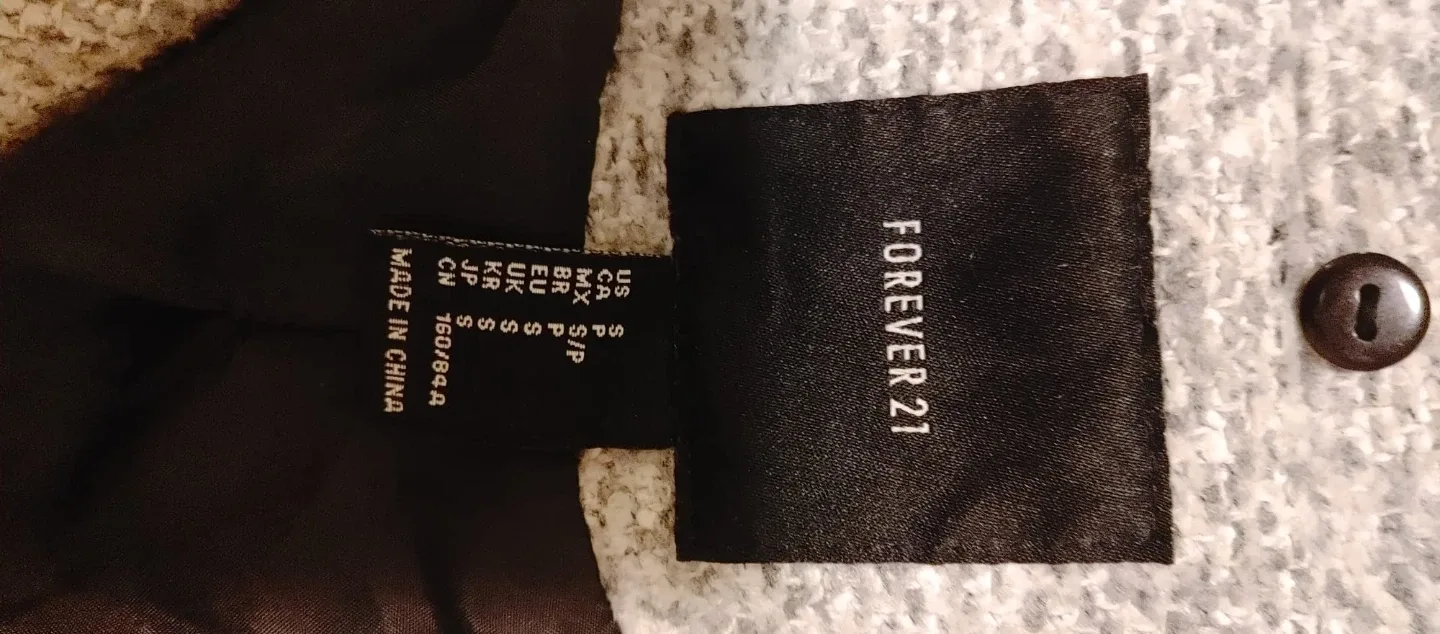 FOREVER 21
US S
CA P
MX S/P
BR P
EU S
UK S
KR S
JP S
CN 160/84A
MADE IN CHINA